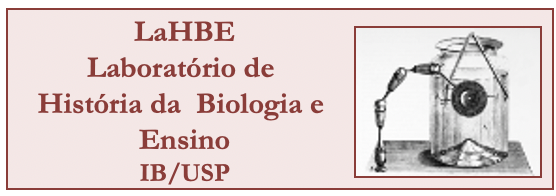 LaHBE
Laboratório de
História da Biologia e
Ensino
IB/USP